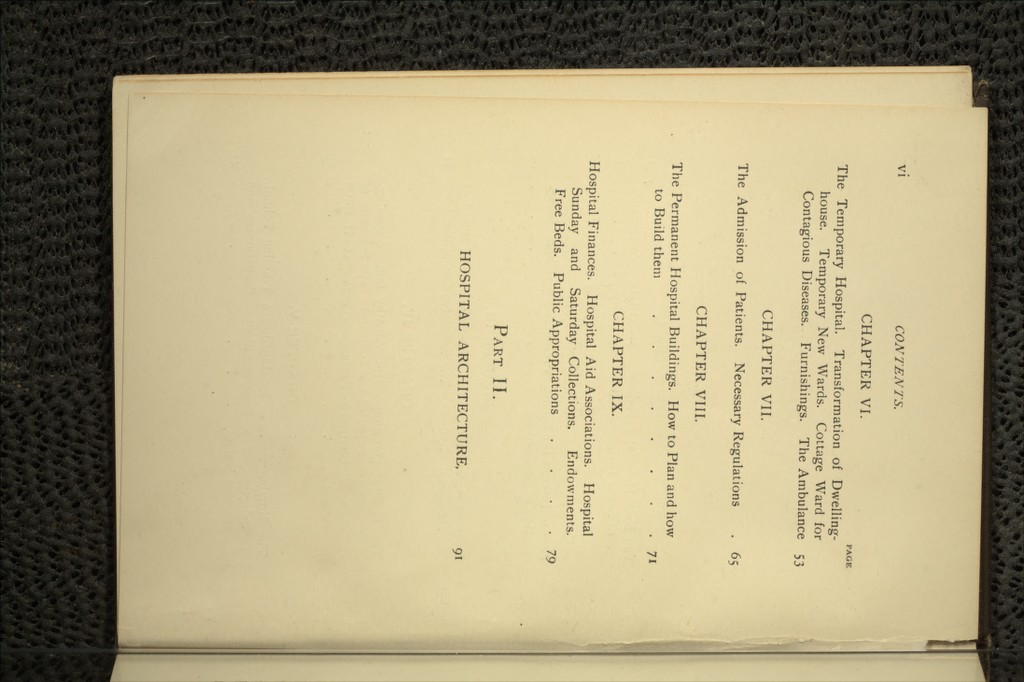 vi
CONTENTS.
CHAPTER VI.
PAGE
The Temporary Hospital. Transformation of Dwelling-
house. Temporary New Wards. Cottage Ward for
Contagious Diseases. Furnishings. The Ambulance 53
CHAPTER VII.
The Admission of Patients. Necessary Regulations . 65
CHAPTER VIII.
The Permanent Hospital Buildings. How to Plan and how
to Build them . . . . . . . . 71
CHAPTER IX.
Hospital Finances. Hospital Aid Associations. Hospital
Sunday and Saturday Collections. Endowments.
Free Beds. Public Appropriations . . . . 79
PART II.
HOSPITAL ARCHITECTURE, 91